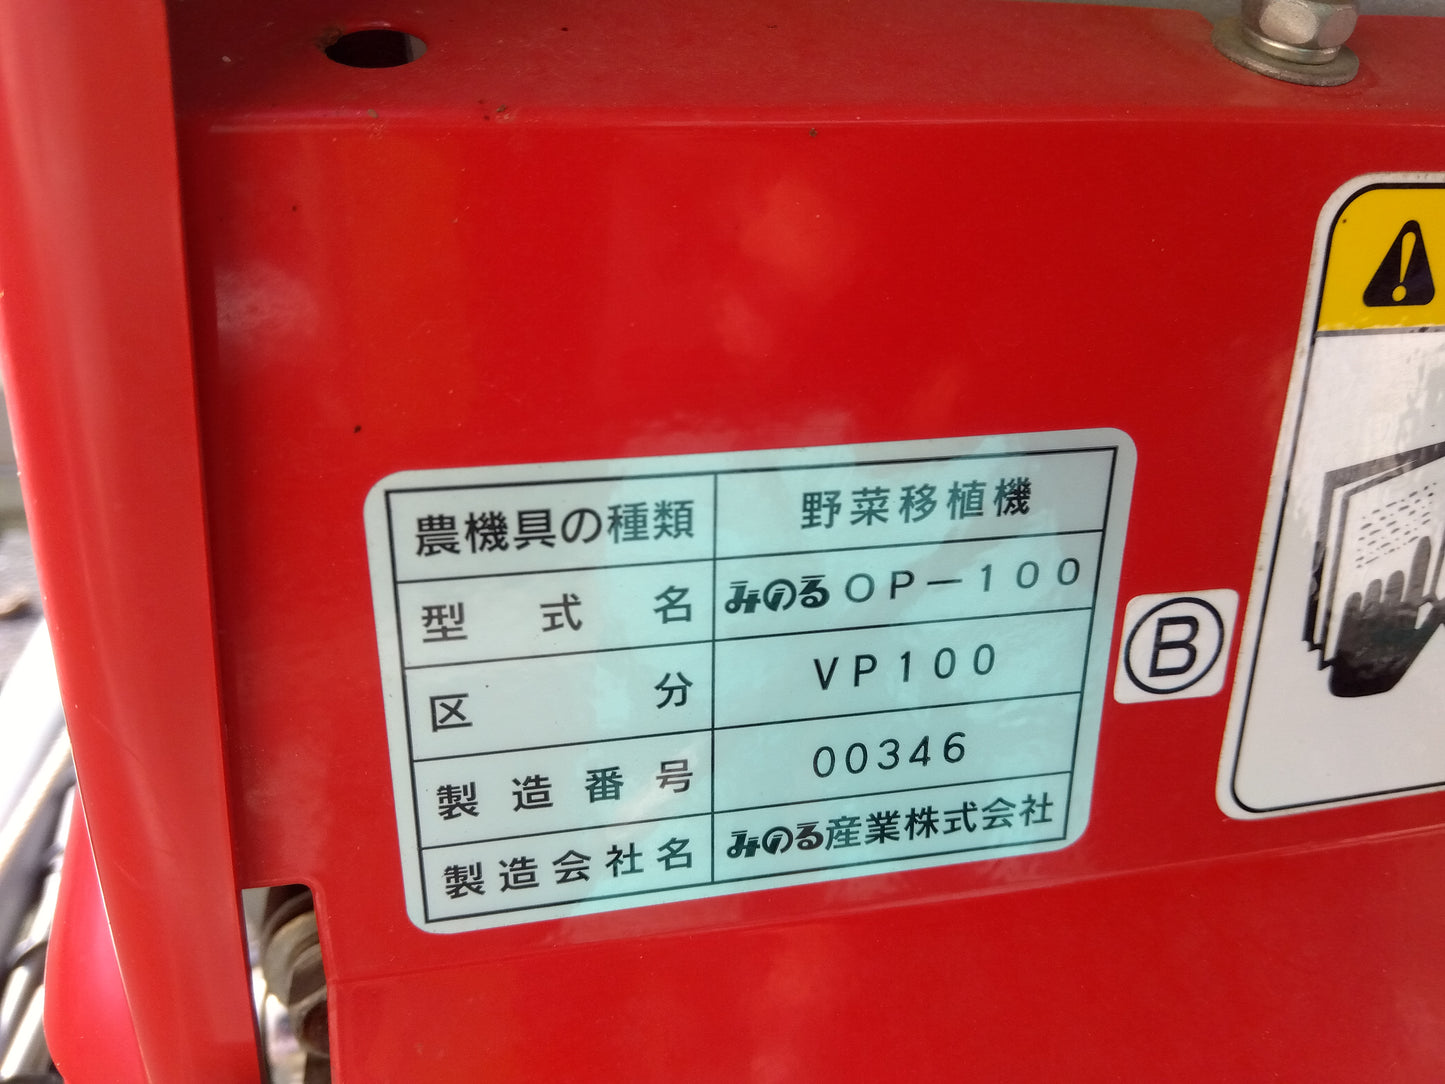 農機具の種類 野菜移植機
型式名 みのるOP-100
区分 VP100
製造番号 00346
製造会社名 みのる産業株式会社
B